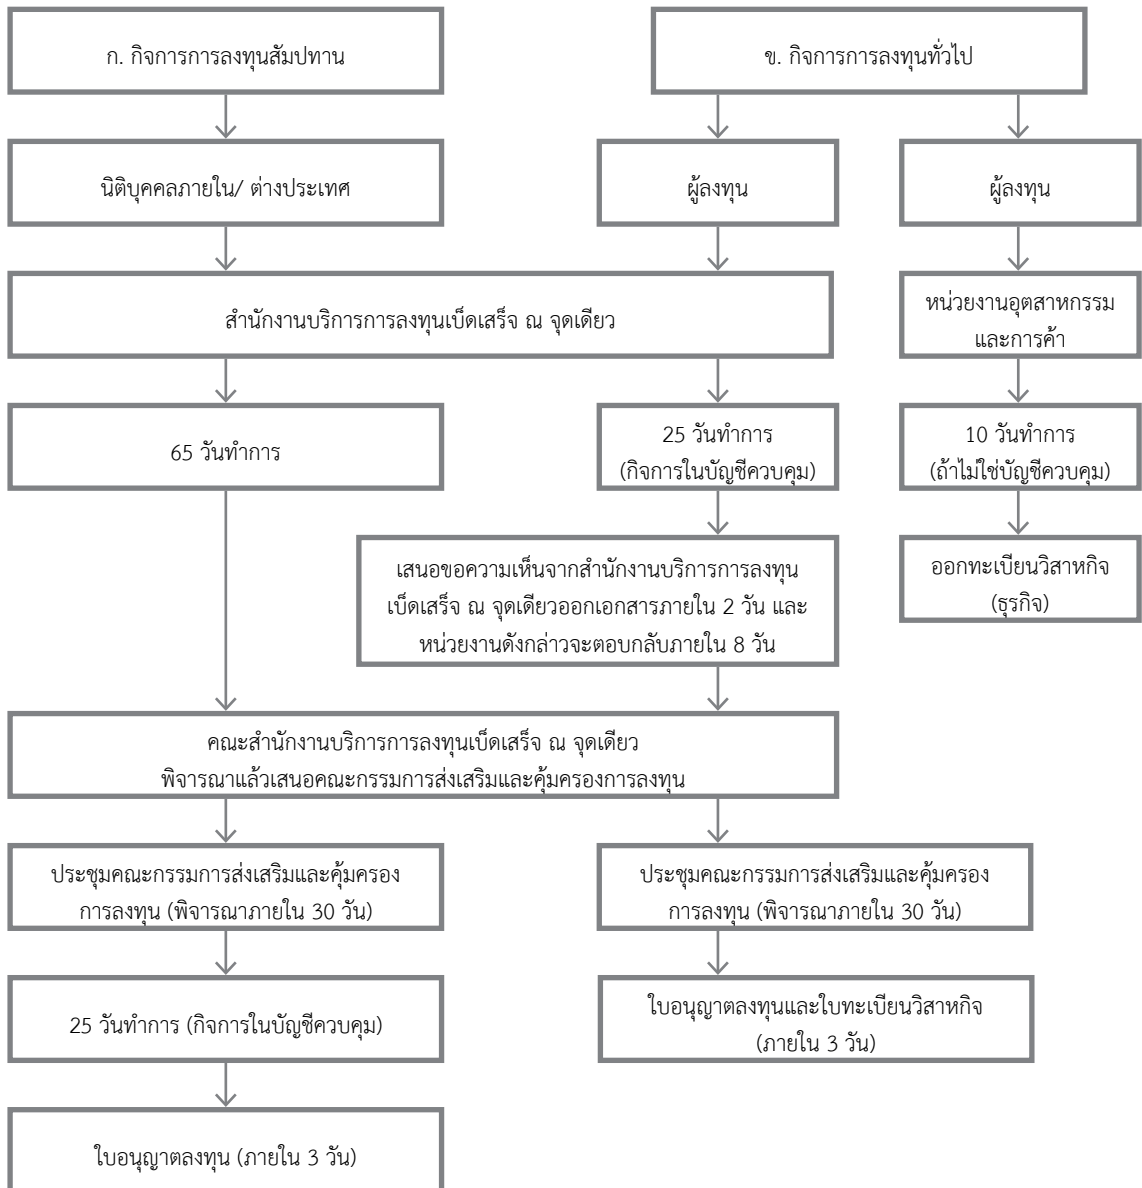 ก. กิจการการลงทุนสัมปทาน
ข. กิจการการลงทุนทั่วไป
นิติบุคคลภายใน/ ต่างประเทศ
ผู้ลงทุน
ผู้ลงทุน
สำนักงานบริการการลงทุนเบ็ดเสร็จ ณ จุดเดียว
หน่วยงานอุตสาหกรรม
และการค้า
65 วันทำการ
25 วันทำการ
(กิจการในบัญชีควบคุม)
10 วันทำการ
(ถ้าไม่ใช่บัญชีควบคุม)
เสนอขอความเห็นจากสำนักงานบริการการลงทุน
เบ็ดเสร็จ ณ จุดเดียวออกเอกสารภายใน 2 วัน และ
หน่วยงานดังกล่าวจะตอบกลับภายใน 8 วัน
ออกทะเบียนวิสาหกิจ
(ธุรกิจ)
คณะสำนักงานบริการการลงทุนเบ็ดเสร็จ ณ จุดเดียว
พิจารณาแล้วเสนอคณะกรรมการส่งเสริมและคุ้มครองการลงทุน
ประชุมคณะกรรมการส่งเสริมและคุ้มครอง
การลงทุน (พิจารณาภายใน 30 วัน)
ประชุมคณะกรรมการส่งเสริมและคุ้มครอง
การลงทุน (พิจารณาภายใน 30 วัน)
25 วันทำการ (กิจการในบัญชีควบคุม)
ใบอนุญาตลงทุนและใบทะเบียนวิสาหกิจ
(ภายใน 3 วัน)
ใบอนุญาตลงทุน (ภายใน 3 วัน)